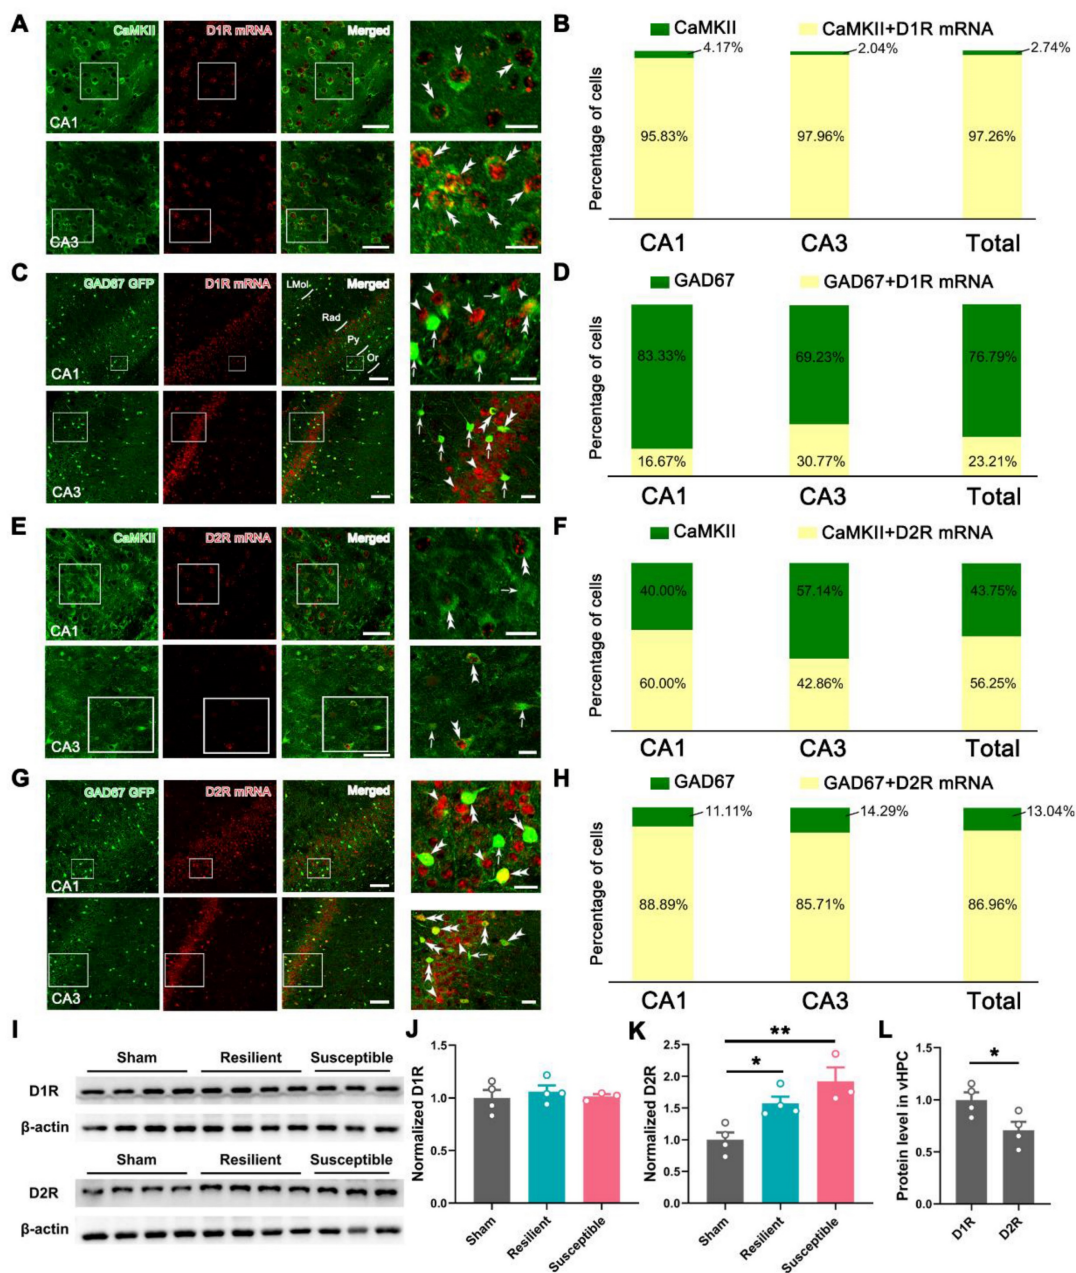 A
CaMKII
D1R mRNA
Merged
CA1
CA3
B
CaMKII
CaMKII+D1R mRNA
4.17%
2.04%
2.74%
95.83%
97.96%
97.26%
Percentage of cells
CA1
CA3
Total
C
GAD67 GFP
D1R mRNA
Merged
LMol
Rad
Py
Or
CA1
CA3
D
GAD67
GAD67+D1R mRNA
83.33%
69.23%
76.79%
16.67%
30.77%
23.21%
Percentage of cells
CA1
CA3
Total
E
CaMKII
D2R mRNA
Merged
CA1
CA3
F
CaMKII
CaMKII+D2R mRNA
40.00%
57.14%
43.75%
60.00%
42.86%
56.25%
Percentage of cells
CA1
CA3
Total
G
GAD67 GFP
D2R mRNA
Merged
CA1
CA3
H
GAD67
GAD67+D2R mRNA
11.11%
14.29%
13.04%
88.89%
85.71%
86.96%
Percentage of cells
CA1
CA3
Total
I
Sham
Resilient
Susceptible
D1R
β-actin
Sham
Resilient
Susceptible
D2R
β-actin
J
Normalized D1R
1.5
1.0
0.5
0.0
Sham
Resilient
Susceptible
K
Normalized D2R
2.5
2.0
1.5
1.0
0.5
0.0
*
**
Sham
Resilient
Susceptible
L
Protein level in vHPC
1.5
1.0
0.5
0.0
*
D1R
D2R